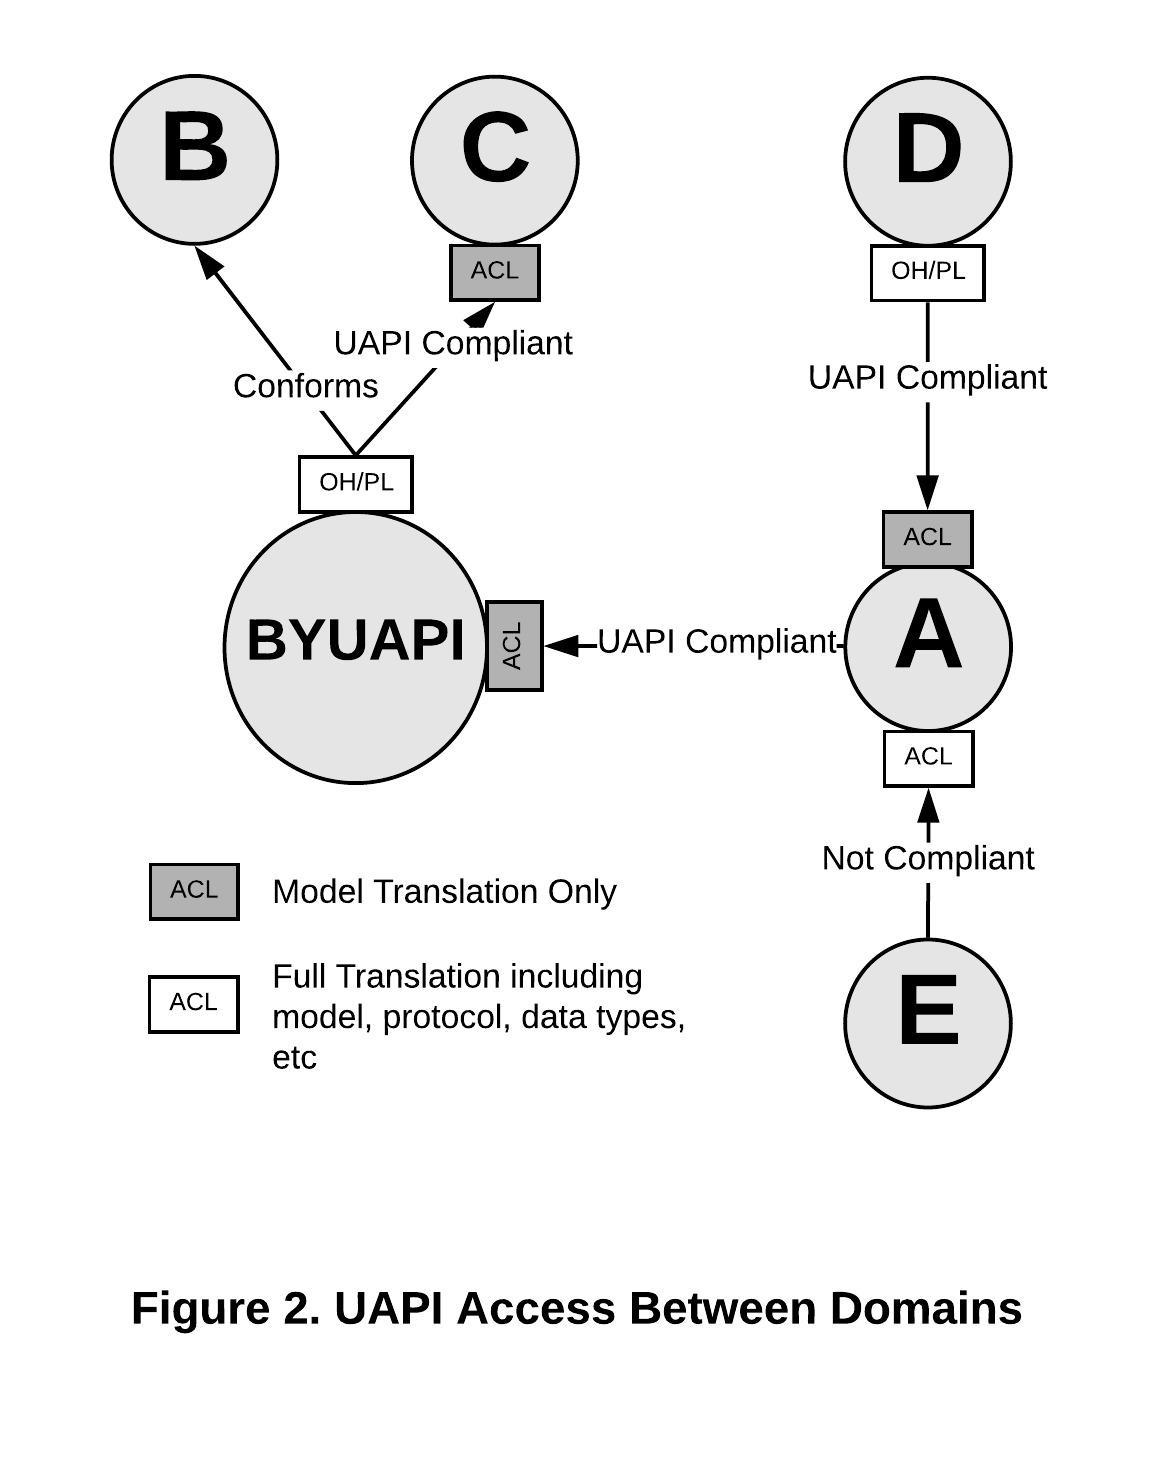 B
C
D
ACL
OH/PL
UAPI Compliant
UAPI Compliant
Conforms
OH/PL
ACL
BYUAPI
ACL
UAPI Compliant
A
ACL
Not Compliant
ACL
Model Translation Only
ACL
Full Translation including
model, protocol, data types,
etc
E
Figure 2. UAPI Access Between Domains